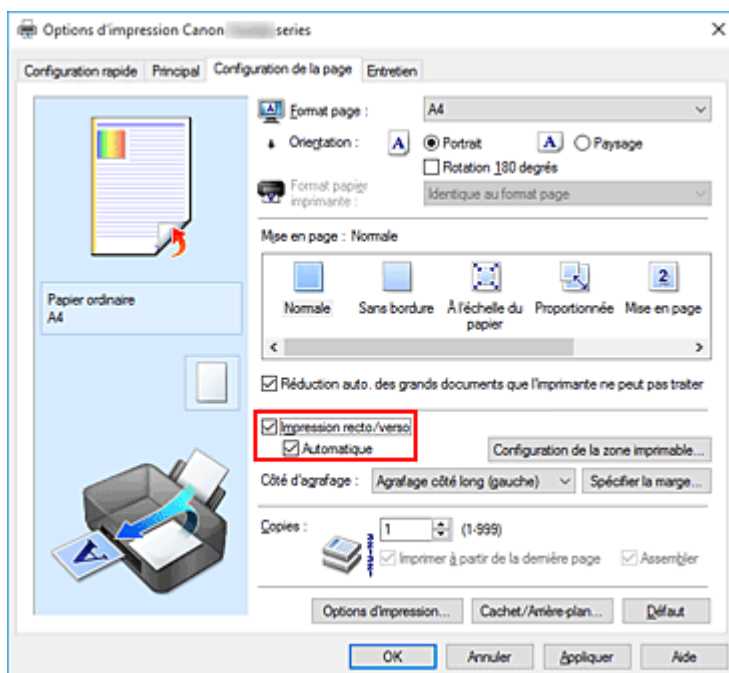 Options d'impression Canon series
Configuration rapide Principal Configuration de la page Entretien
Format page : A4
Orientation : A Portrait A Paysage
Rotation 180 degrés
Format papier imprimante : Identique au format page
Mise en page : Normale
2
Normale Sans bordure À l'échelle du papier Proportionnée Mise en page
Papier ordinaire
A4
Réduction auto. des grands documents que l'imprimante ne peut pas traiter
Impression recto/verso
Automatique Configuration de la zone imprimable...
Côté d'agrafage : Agrafage côté long (gauche) Spécifier la marge...
Copies : 1 (1-999)
Imprimer à partir de la dernière page Assembler
A
Options d'impression... Cachet/Arrière-plan... Défaut
OK Annuler Appliquer Aide